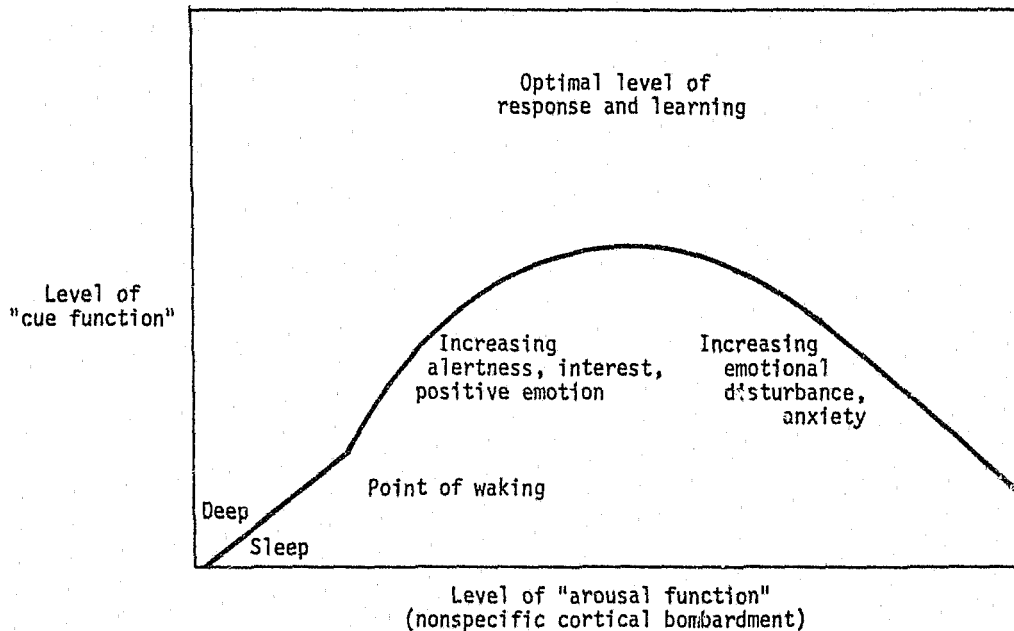 Optimal level of
response and learning
Level of
"cue function"
Increasing
alertness, interest,
positive emotion
Increasing
emotional
disturbance,
anxiety
Point of waking
Deep
Sleep
Level of "arousal function"
(nonspecific cortical bombardment)